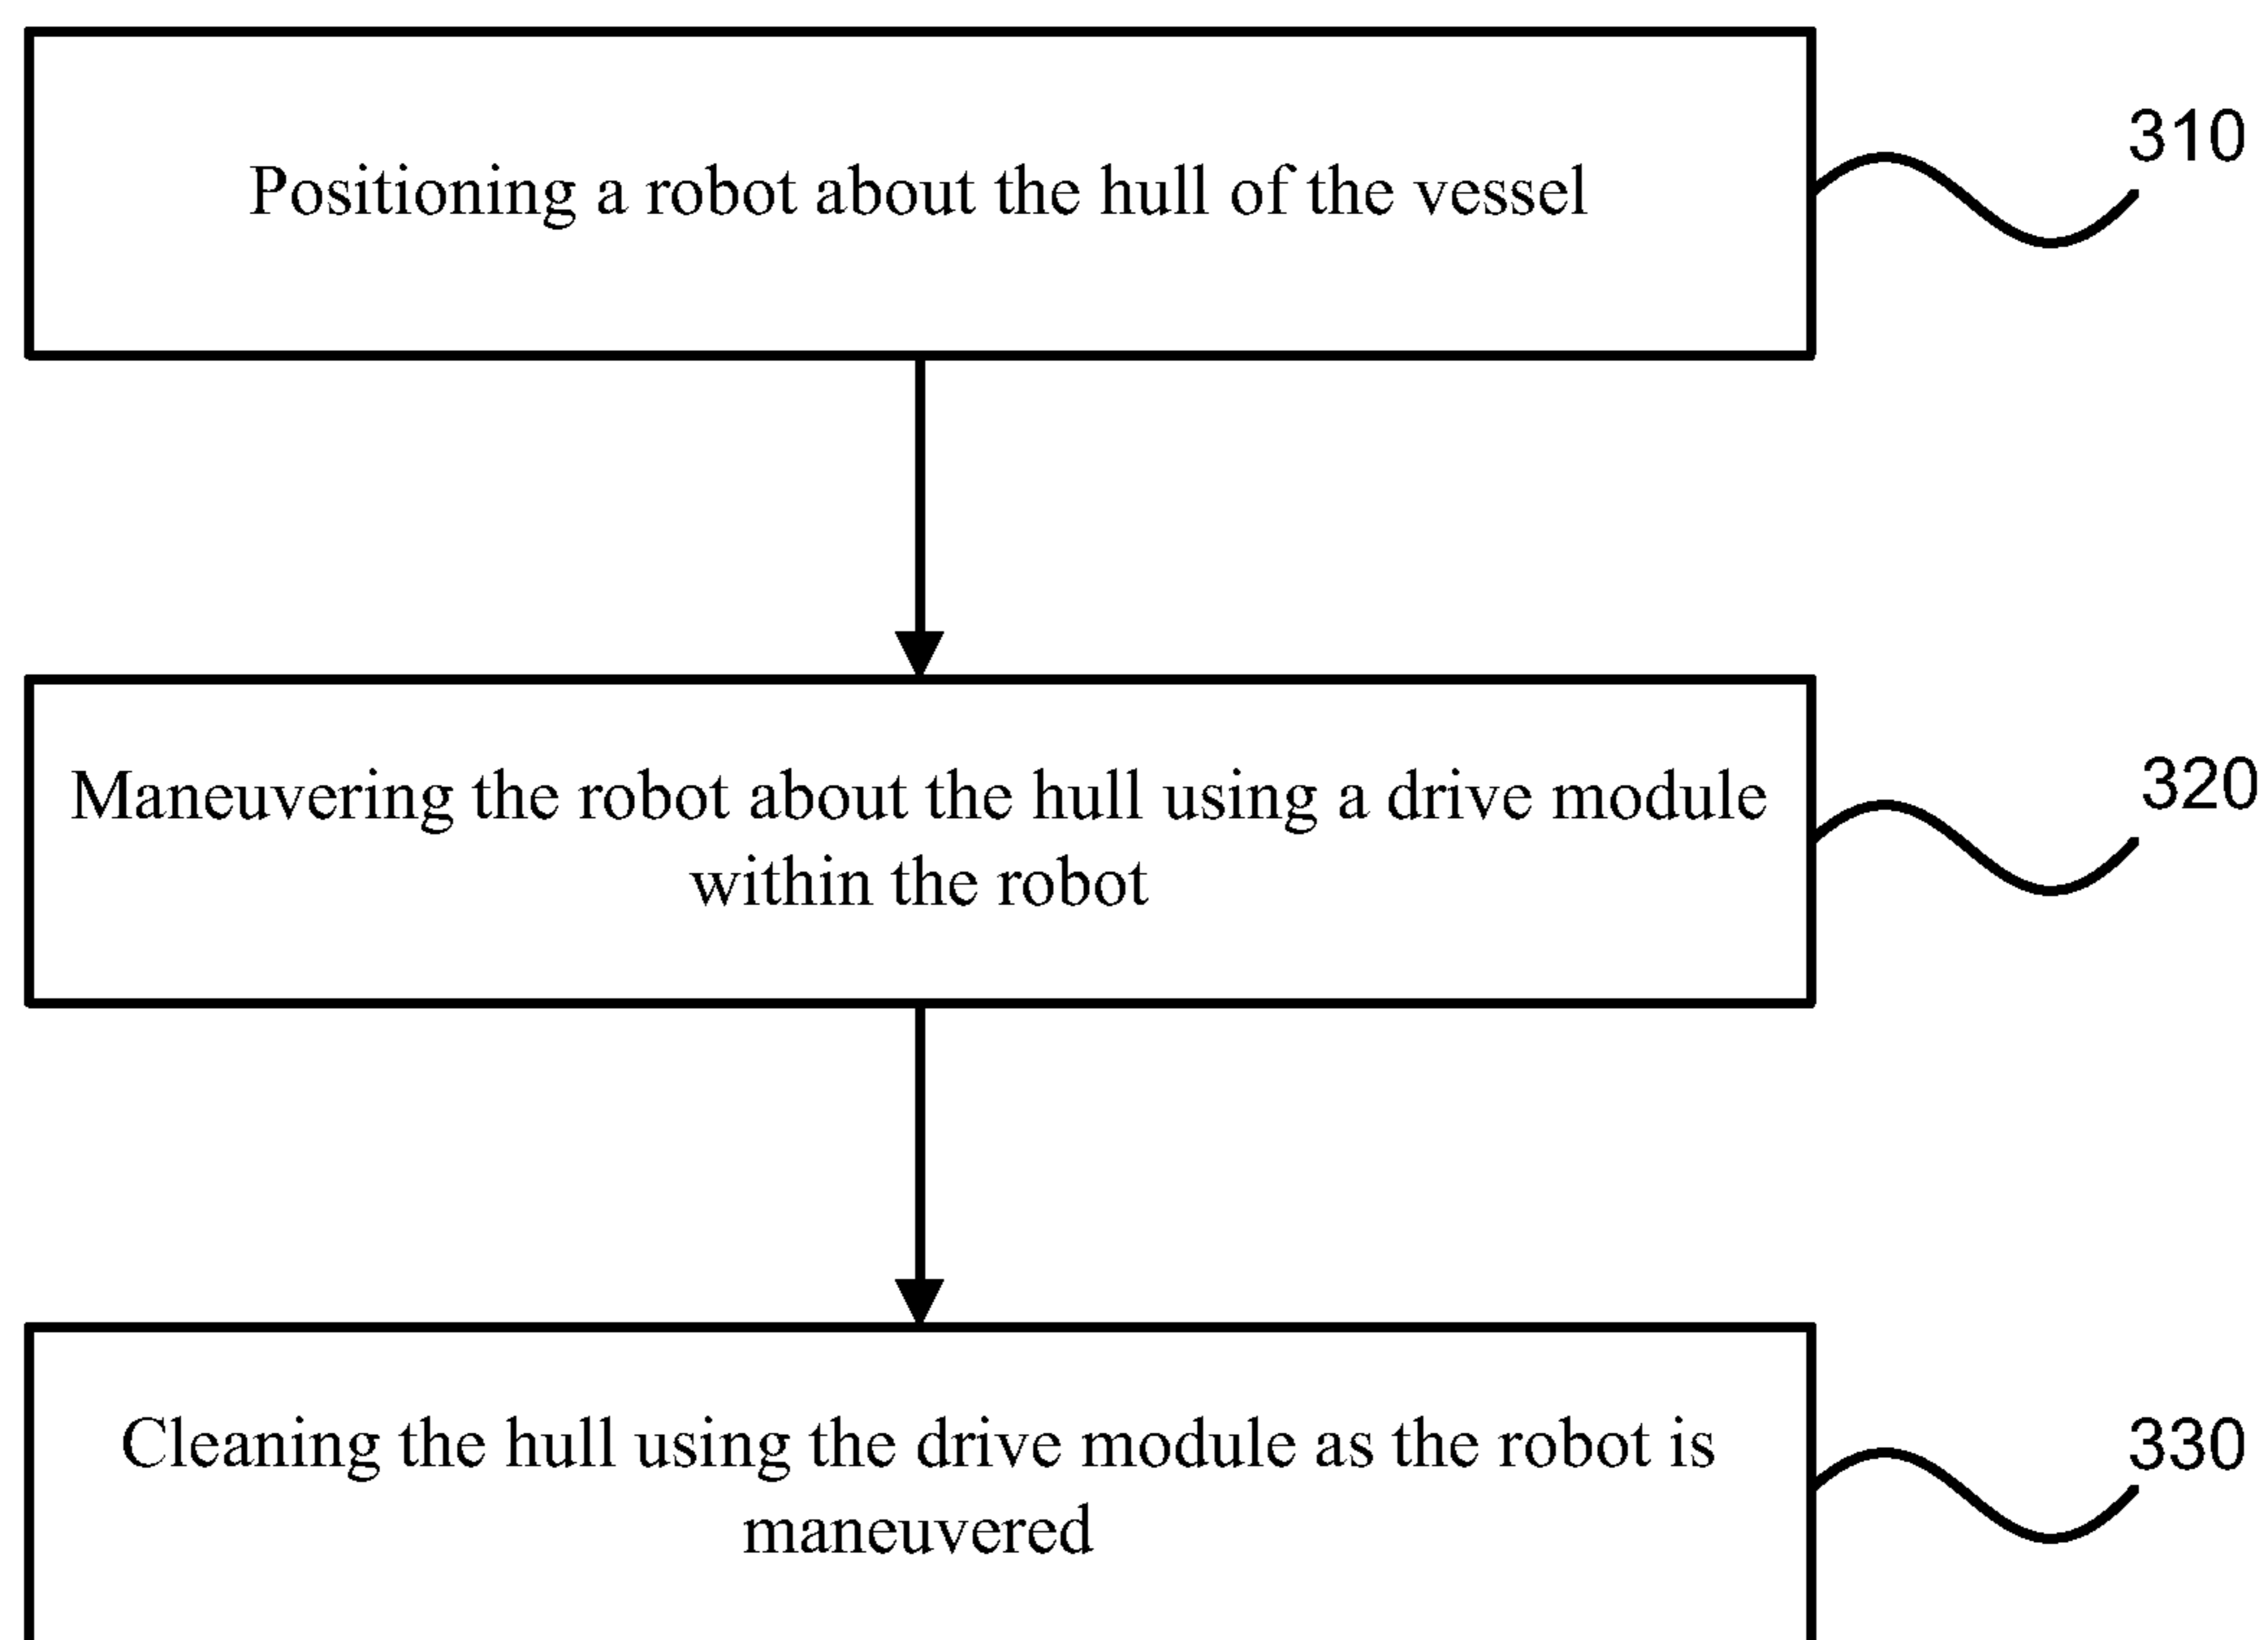 Positioning a robot about the hull of the vessel
310
Maneuvering the robot about the hull using a drive module
within the robot
320
Cleaning the hull using the drive module as the robot is
maneuvered
330